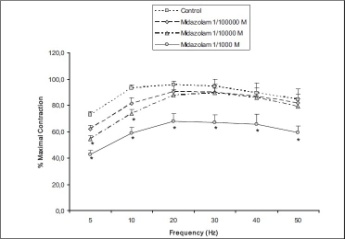 Control
Midazolam 1/100000 M
Midazolam 1/10000 M
Midazolam 1/1000 M
120,0
100,0
80,0
60,0
40,0
20,0
0,0
% Maximal Contraction
* * * * * * * *
5 10 20 30 40 50
Frequency (Hz)